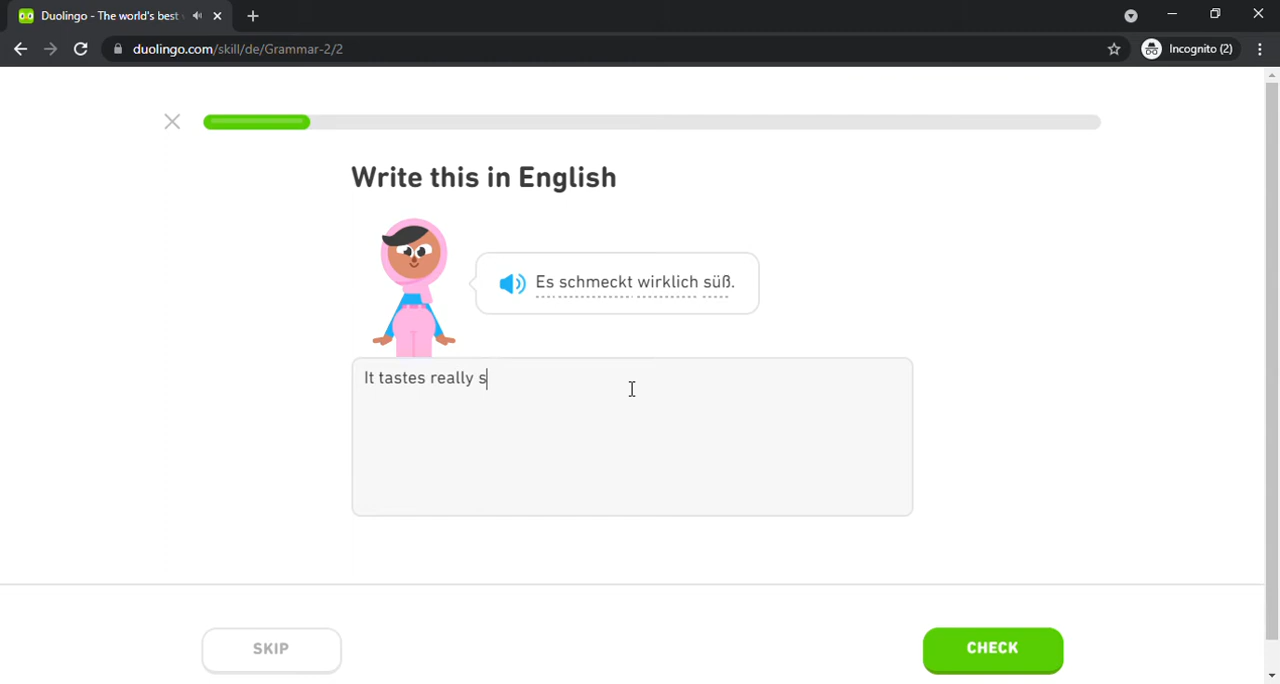 Duolingo - The world's best
duolingo.com/skill/de/Grammar-2/2
Incognito (2)
Write this in English
Es schmeckt wirklich süß.
It tastes really s
SKIP
CHECK